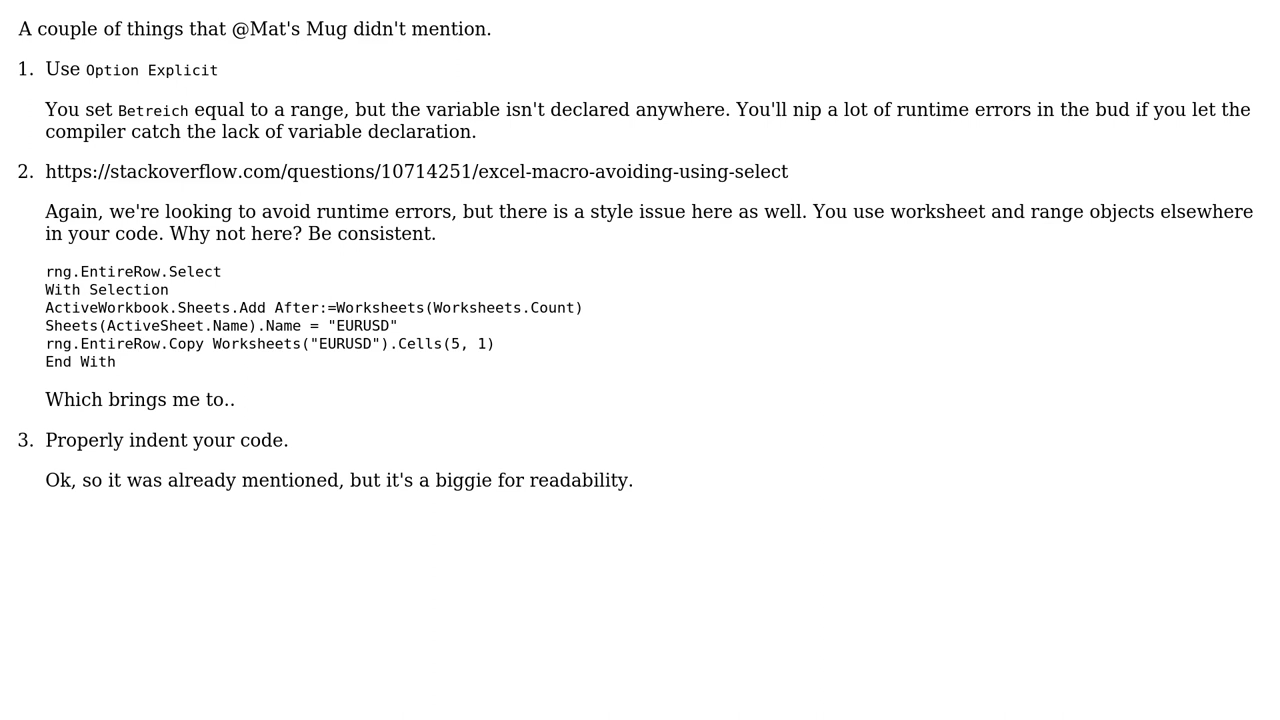 A couple of things that @Mat's Mug didn't mention.
1. Use Option Explicit
You set Betreich equal to a range, but the variable isn't declared anywhere. You'll nip a lot of runtime errors in the bud if you let the
compiler catch the lack of variable declaration.
2. https://stackoverflow.com/questions/10714251/excel-macro-avoiding-using-select
Again, we're looking to avoid runtime errors, but there is a style issue here as well. You use worksheet and range objects elsewhere
in your code. Why not here? Be consistent.
rng.EntireRow.Select
With Selection
ActiveWorkbook.Sheets.Add After:=Worksheets(Worksheets.Count)
Sheets(ActiveSheet.Name).Name = "EURUSD"
rng.EntireRow.Copy Worksheets("EURUSD").Cells(5, 1)
End With
Which brings me to..
3. Properly indent your code.
Ok, so it was already mentioned, but it's a biggie for readability.